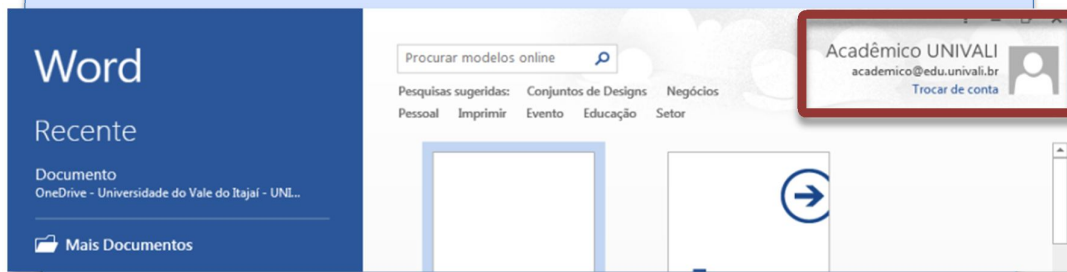 Word
Recente
Documento
OneDrive - Universidade do Vale do Itajaí - UNI...
Mais Documentos
Procurar modelos online
Pesquisas sugeridas: Conjuntos de Designs Negócios
Pessoal Imprimir Evento Educação Setor
Acadêmico UNIVALI
academico@edu.univali.br
Trocar de conta